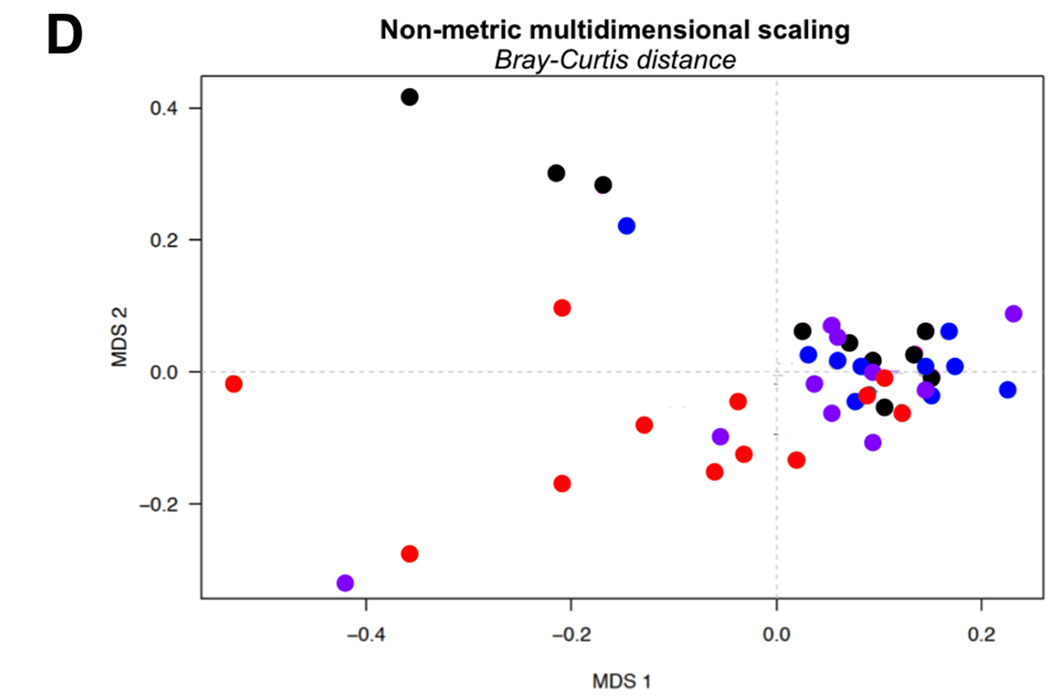 D
Non-metric multidimensional scaling
Bray-Curtis distance
0.4
0.2
0.0
−0.2
MDS 2
−0.4
−0.2
0.0
0.2
MDS 1